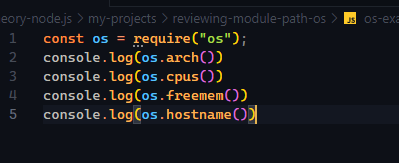 eory-node.js > my-projects > reviewing-module-path-os > JS os-exa
1 const os = require("os");
2 console.log(os.arch())
3 console.log(os.cpus())
4 console.log(os.freemem())
5 console.log(os.hostname())